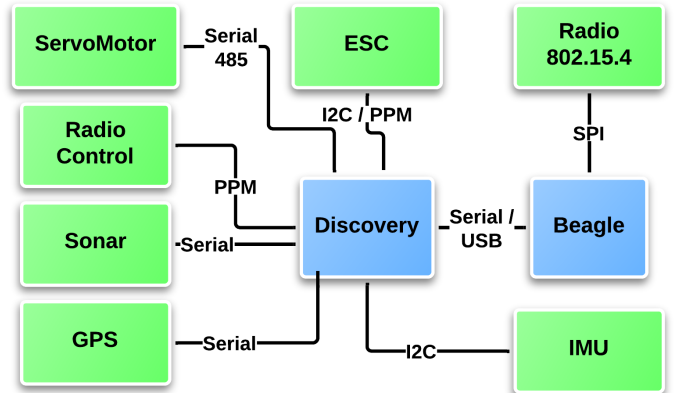 ServoMotor
Serial
485
ESC
Radio
802.15.4
I2C / PPM
Radio
Control
SPI
PPM
Discovery
Serial /
USB
Beagle
Sonar
Serial
GPS
Serial
I2C
IMU